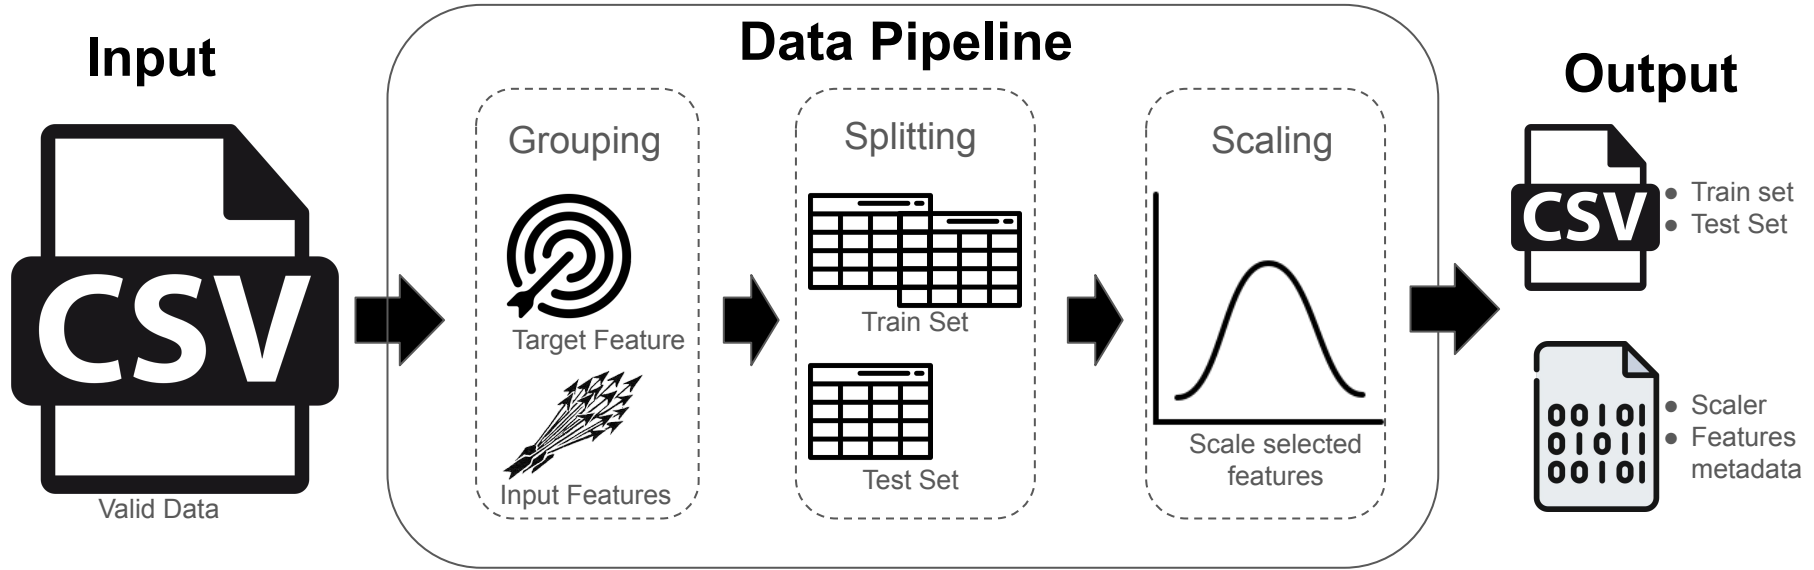 Input
CSV
Valid Data
Data Pipeline
Grouping
Target Feature
Input Features
Splitting
Train Set
Test Set
Scaling
Scale selected
features
Output
CSV
● Train set
● Test Set
00101
01011
00101
● Scaler
● Features
metadata